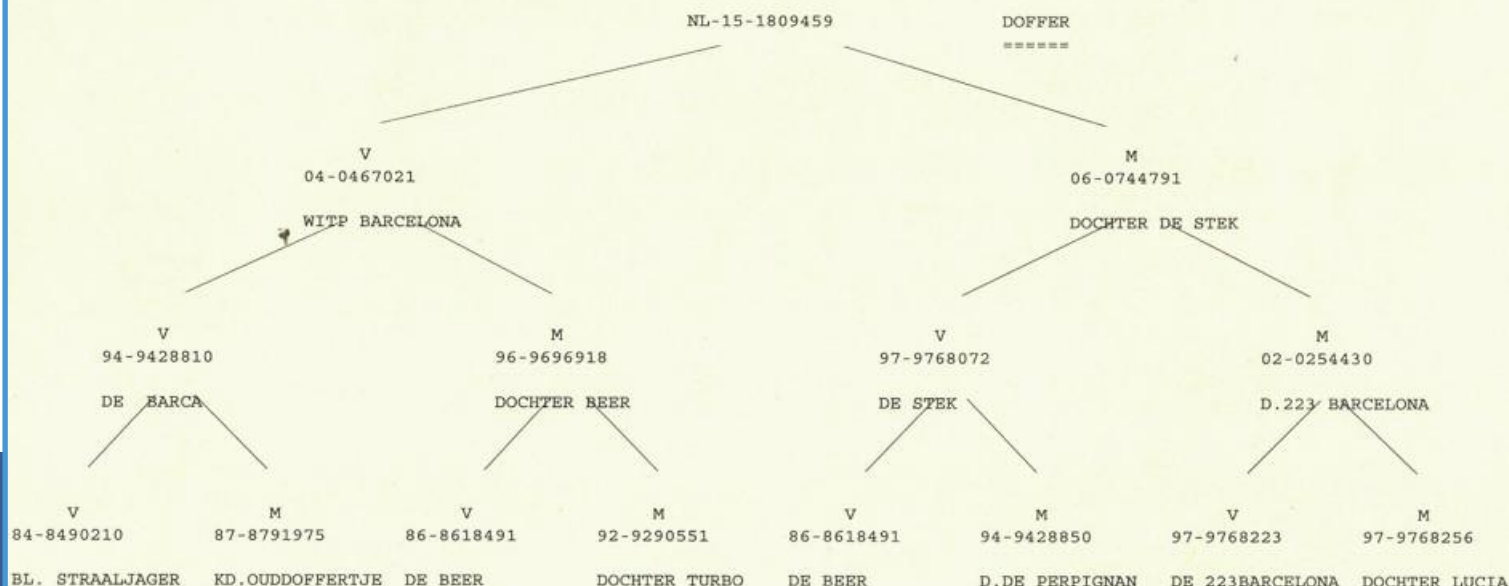 NL-15-1809459 DOFFER
======
V M
04-0467021 06-0744791
WITP BARCELONA DOCHTER DE STEK
V M V M
94-9428810 96-9696918 97-9768072 02-0254430
DE BARCA DOCHTER BEER DE STEK D.223 BARCELONA
V M V M V M V M
84-8490210 87-8791975 86-8618491 92-9290551 86-8618491 94-9428850 97-9768223 97-9768256
BL. STRAALJAGER KD.OUDDOFFERTJE DE BEER DOCHTER TURBO DE BEER D.DE PERPIGNAN DE 223BARCELONA DOCHTER LUCIA